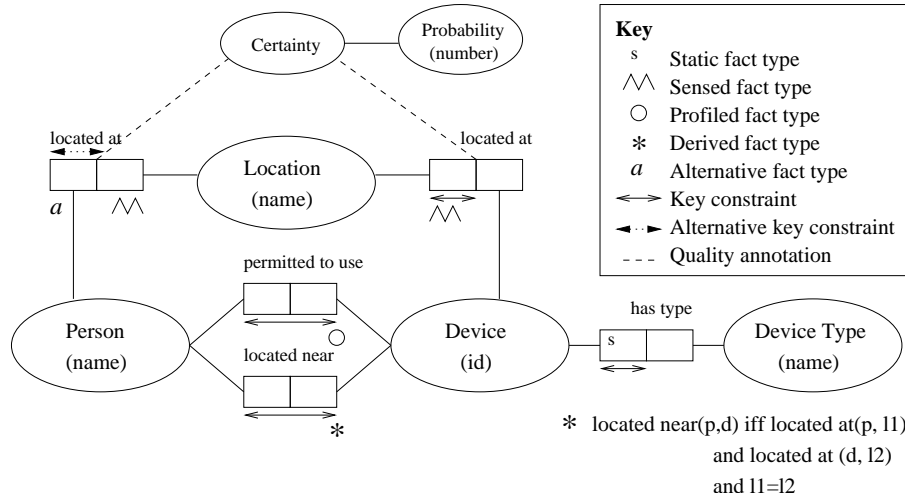 Certainty
Probability
(number)
located at
located at
Location
(name)
a
permitted to use
Person
(name)
located near
Device
(id)
has type
s
Device Type
(name)
*
* located near(p,d) iff located at(p, l1)
and located at (d, l2)
and l1=l2
Key
s Static fact type
Sensed fact type
Profiled fact type
* Derived fact type
a Alternative fact type
Key constraint
Alternative key constraint
Quality annotation